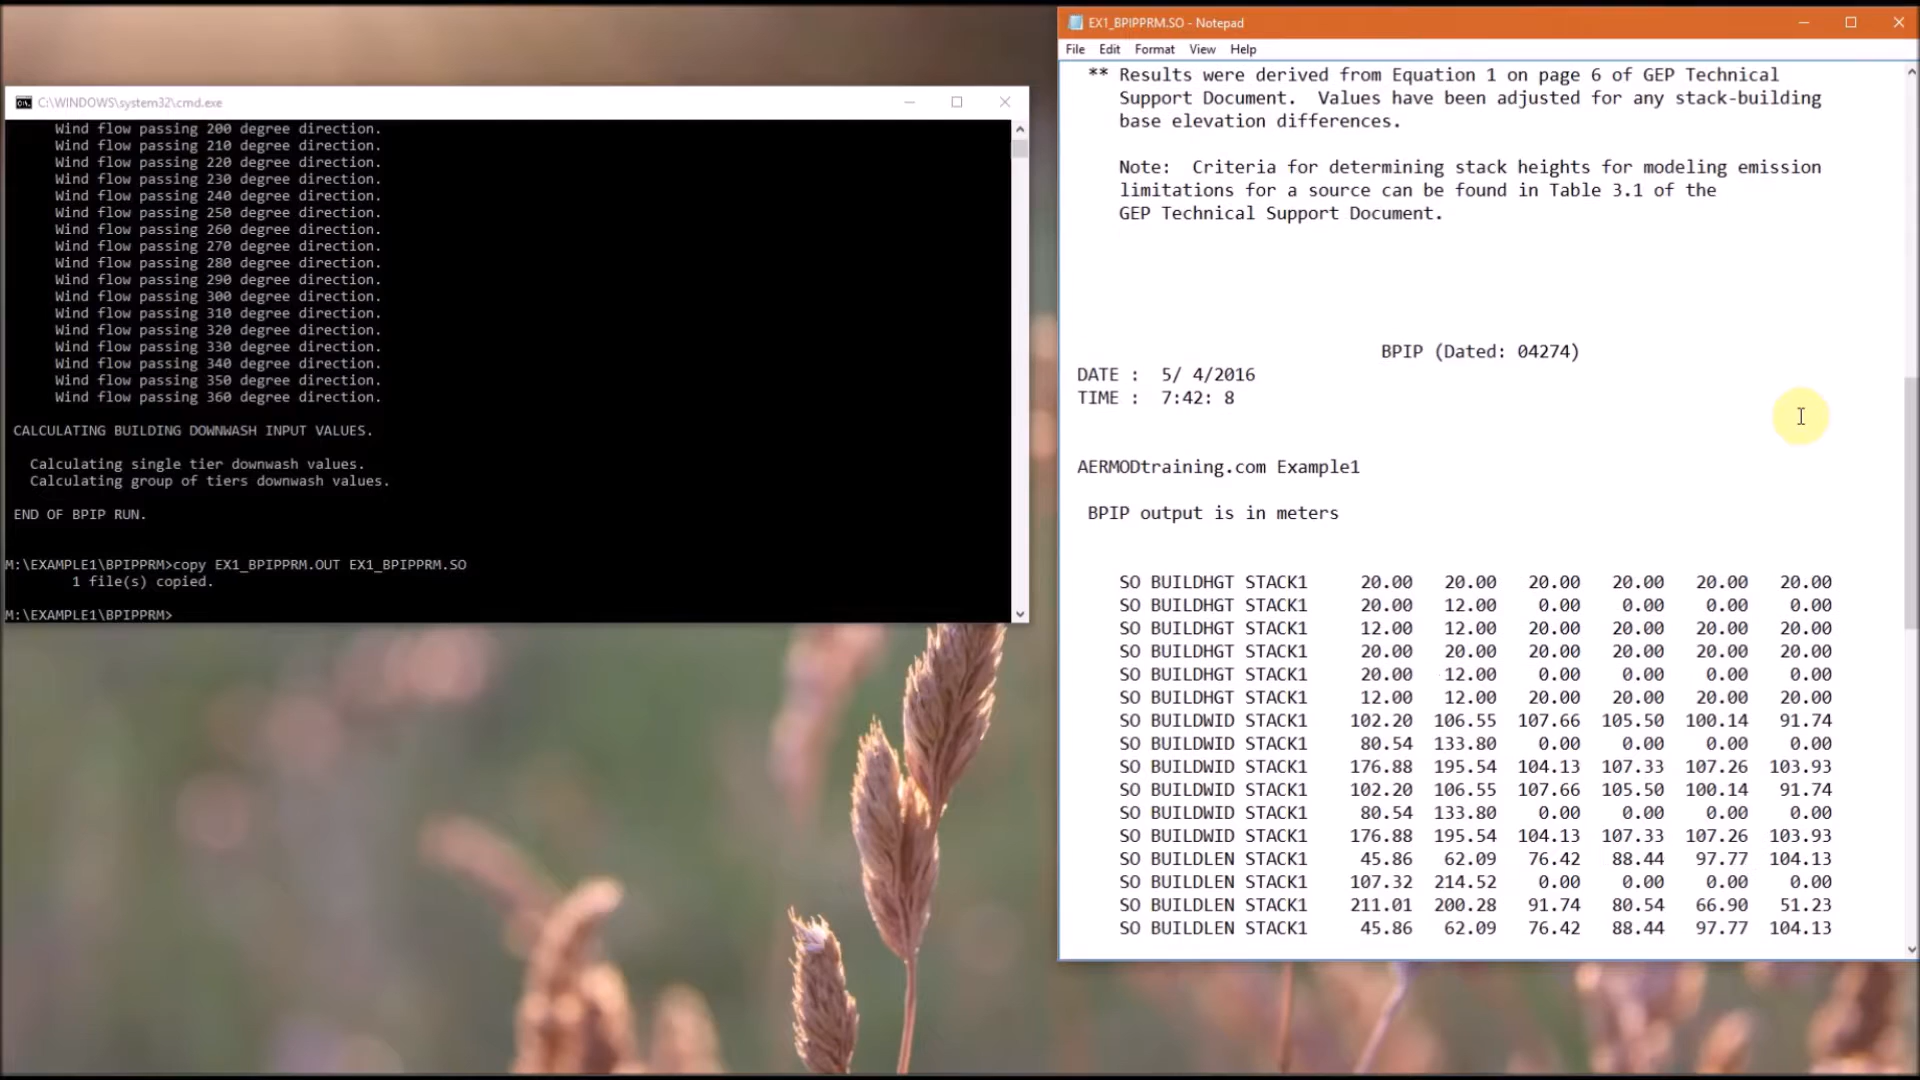 C:\WINDOWS\system32\cmd.exe
Wind flow passing 200 degree direction.
Wind flow passing 210 degree direction.
Wind flow passing 220 degree direction.
Wind flow passing 230 degree direction.
Wind flow passing 240 degree direction.
Wind flow passing 250 degree direction.
Wind flow passing 260 degree direction.
Wind flow passing 270 degree direction.
Wind flow passing 280 degree direction.
Wind flow passing 290 degree direction.
Wind flow passing 300 degree direction.
Wind flow passing 310 degree direction.
Wind flow passing 320 degree direction.
Wind flow passing 330 degree direction.
Wind flow passing 340 degree direction.
Wind flow passing 350 degree direction.
Wind flow passing 360 degree direction.
CALCULATING BUILDING DOWNWASH INPUT VALUES.
Calculating single tier downwash values.
Calculating group of tiers downwash values.
END OF BPIP RUN.
M:\EXAMPLE1\BPIPPRM>copy EX1_BPIPPRM.OUT EX1_BPIPPRM.SO
1 file(s) copied.
M:\EXAMPLE1\BPIPPRM>
EX1_BPIPPRM.SO - Notepad
File Edit Format View Help
** Results were derived from Equation 1 on page 6 of GEP Technical
Support Document. Values have been adjusted for any stack-building
base elevation differences.
Note: Criteria for determining stack heights for modeling emission
limitations for a source can be found in Table 3.1 of the
GEP Technical Support Document.
BPIP (Dated: 04274)
DATE : 5/ 4/2016
TIME : 7:42: 8
AERMODtraining.com Example1
BPIP output is in meters
SO BUILDHGT STACK1 20.00 20.00 20.00 20.00 20.00 20.00
SO BUILDHGT STACK1 20.00 12.00 0.00 0.00 0.00 0.00
SO BUILDHGT STACK1 12.00 12.00 20.00 20.00 20.00 20.00
SO BUILDHGT STACK1 20.00 20.00 20.00 20.00 20.00 20.00
SO BUILDHGT STACK1 20.00 12.00 0.00 0.00 0.00 0.00
SO BUILDHGT STACK1 12.00 12.00 20.00 20.00 20.00 20.00
SO BUILDWID STACK1 102.20 106.55 107.66 105.50 100.14 91.74
SO BUILDWID STACK1 80.54 133.80 0.00 0.00 0.00 0.00
SO BUILDWID STACK1 176.88 195.54 104.13 107.33 107.26 103.93
SO BUILDWID STACK1 102.20 106.55 107.66 105.50 100.14 91.74
SO BUILDWID STACK1 80.54 133.80 0.00 0.00 0.00 0.00
SO BUILDWID STACK1 176.88 195.54 104.13 107.33 107.26 103.93
SO BUILDLEN STACK1 45.86 62.09 76.42 88.44 97.77 104.13
SO BUILDLEN STACK1 107.32 214.52 0.00 0.00 0.00 0.00
SO BUILDLEN STACK1 211.01 200.28 91.74 80.54 66.90 51.23
SO BUILDLEN STACK1 45.86 62.09 76.42 88.44 97.77 104.13